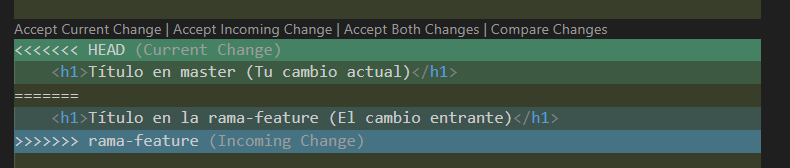 Accept Current Change | Accept Incoming Change | Accept Both Changes | Compare Changes
<<<<<<< HEAD (Current Change)
<h1>Título en master (Tu cambio actual)</h1>
=======
<h1>Título en la rama-feature (El cambio entrante)</h1>
>>>>>>> rama-feature (Incoming Change)